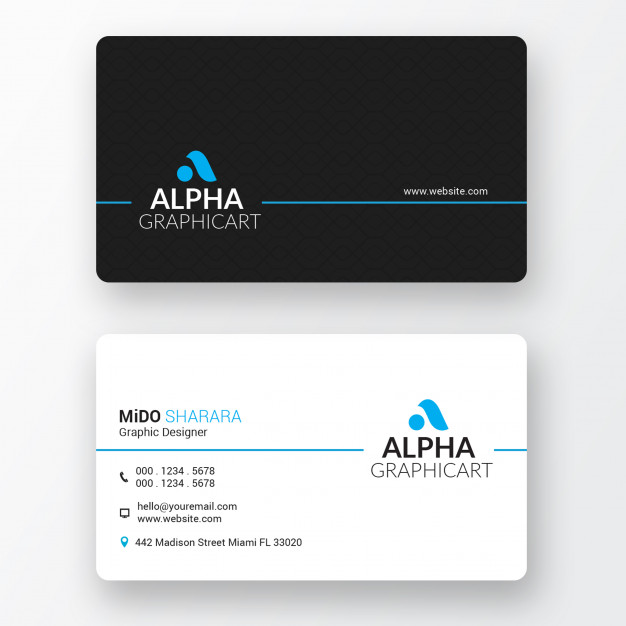 ALPHA
GRAPHICART
www.website.com
MiDO SHARARA
Graphic Designer
000 . 1234 . 5678
000 . 1234 . 5678
hello@youremail.com
www.website.com
442 Madison Street Miami FL 33020
ALPHA
GRAPHICART